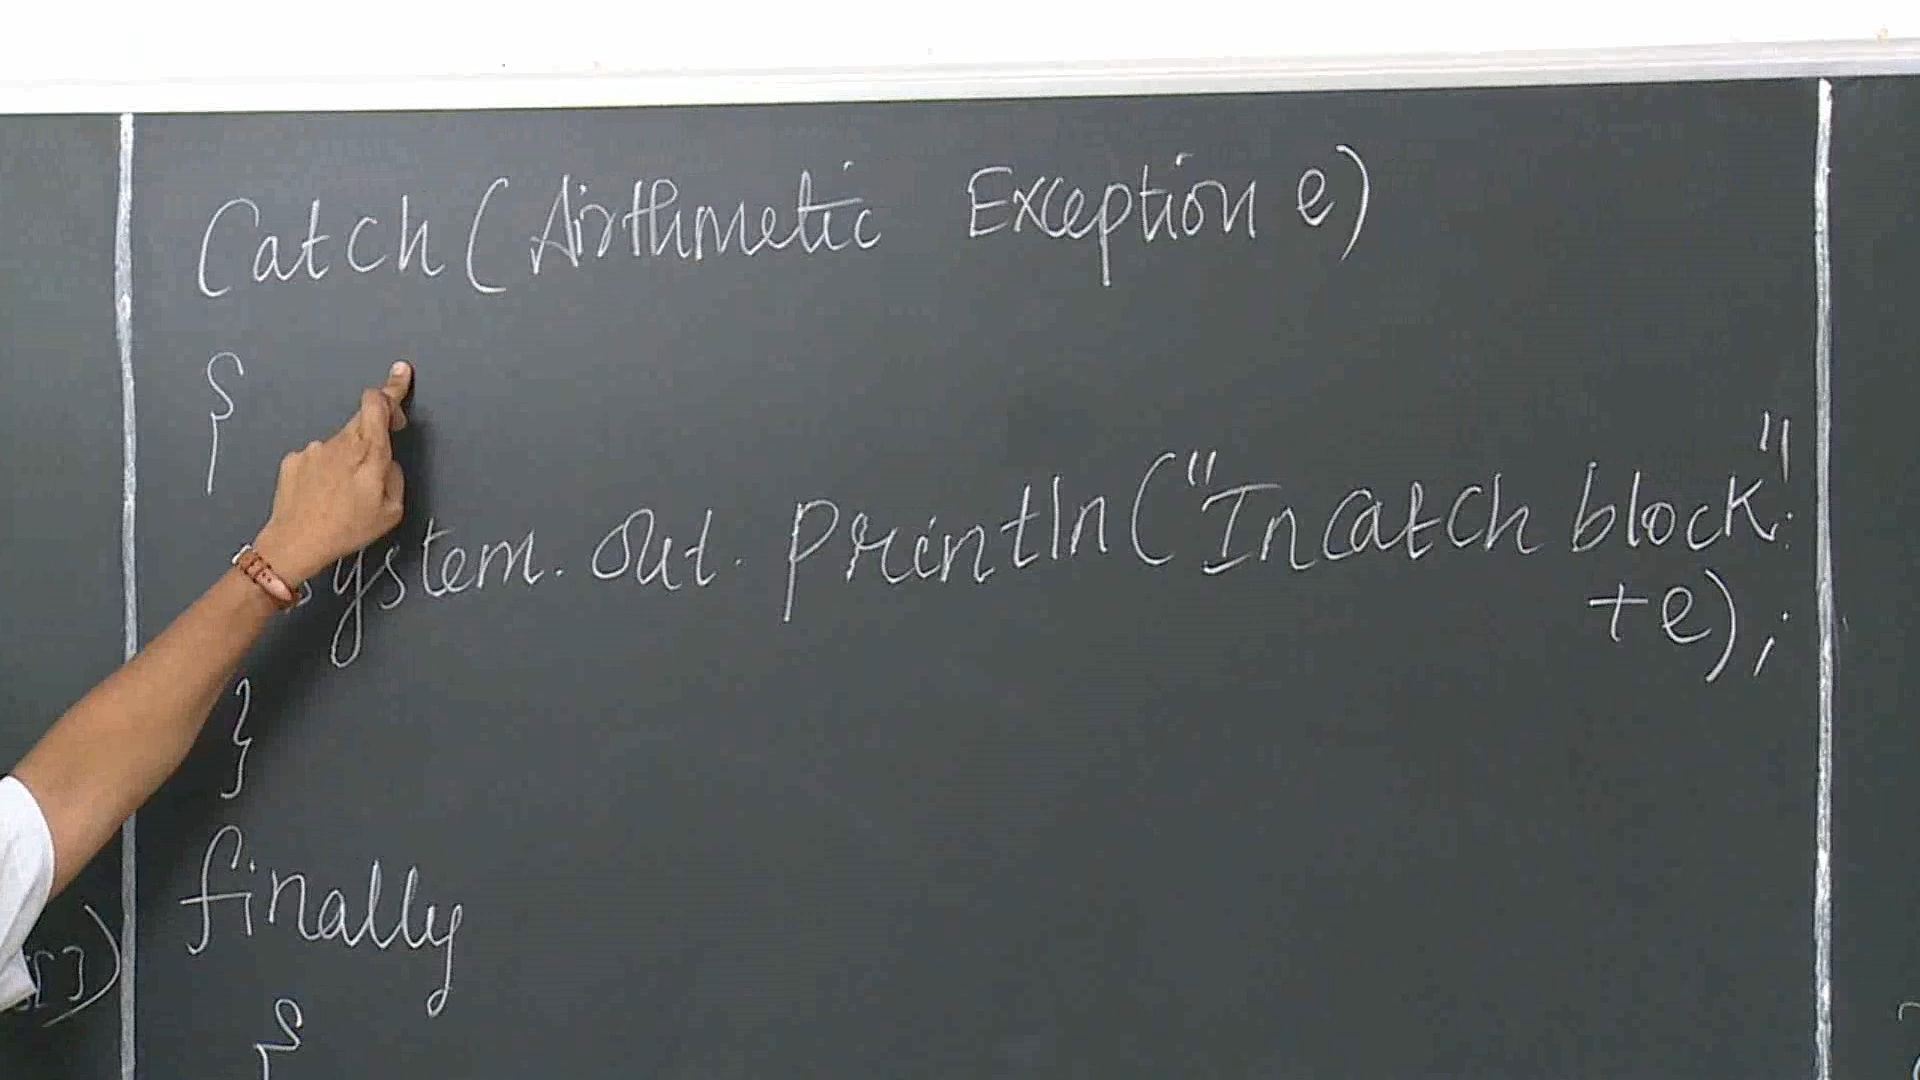 Catch (Arithmetic Exception e)
{
System. Out. println ("In catch block:"
+e);
}
finally
{
s[])